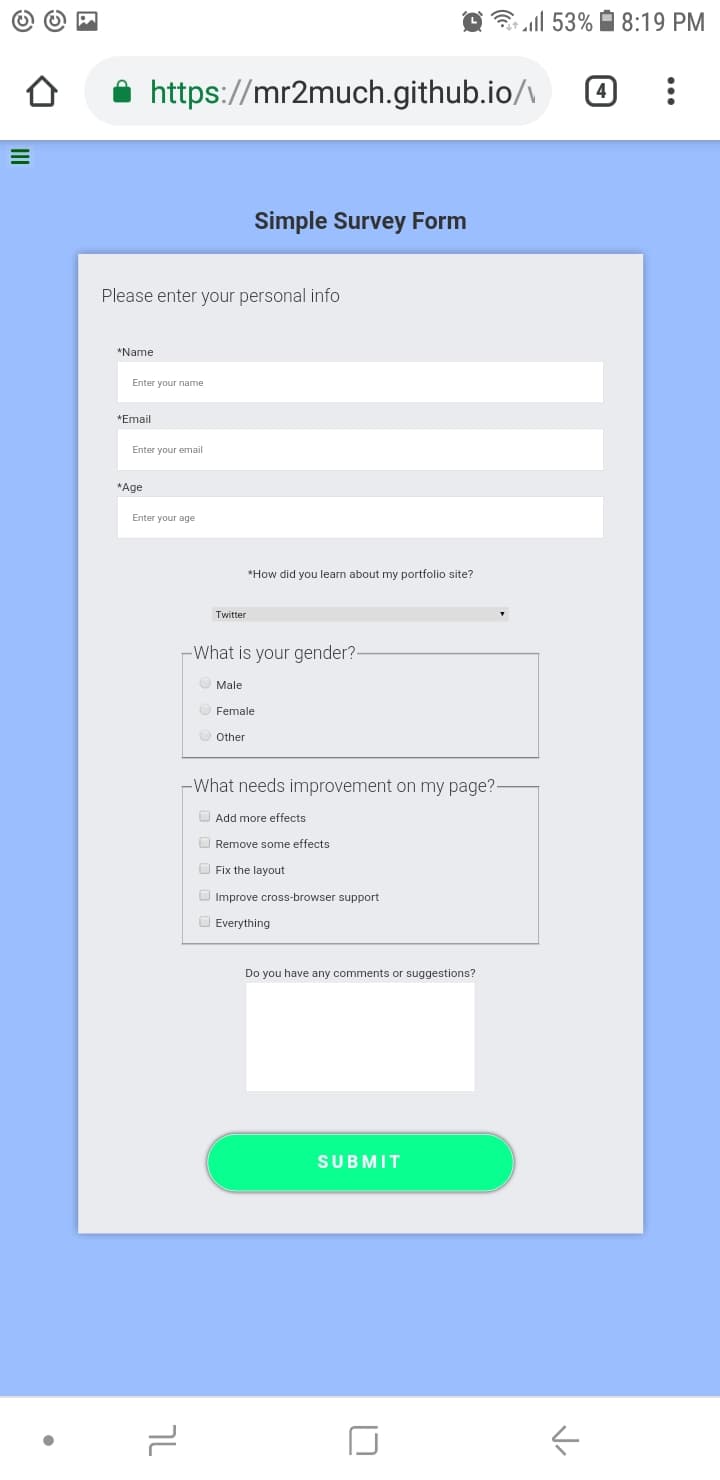 53% 8:19 PM
https://mr2much.github.io/
4
Simple Survey Form
Please enter your personal info
*Name
Enter your name
*Email
Enter your email
*Age
Enter your age
*How did you learn about my portfolio site?
Twitter
What is your gender?
Male
Female
Other
What needs improvement on my page?
Add more effects
Remove some effects
Fix the layout
Improve cross-browser support
Everything
Do you have any comments or suggestions?
SUBMIT